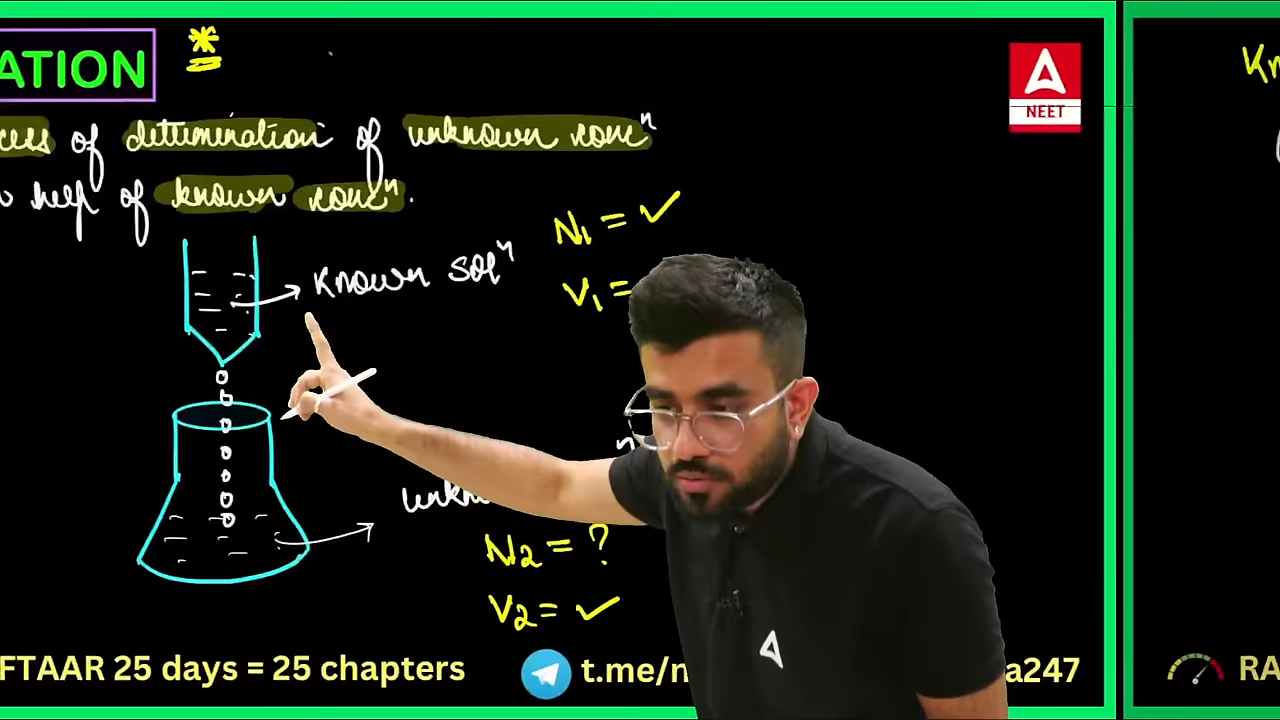 ATION *
Kn
NEET
cess of determination of unknown concⁿ
help of known concⁿ.
N1 = ✓
Known solⁿ
V1 =
unkn
N2 = ?
V2 = ✓
FTAAR 25 days = 25 chapters
t.me/n
a247
RA